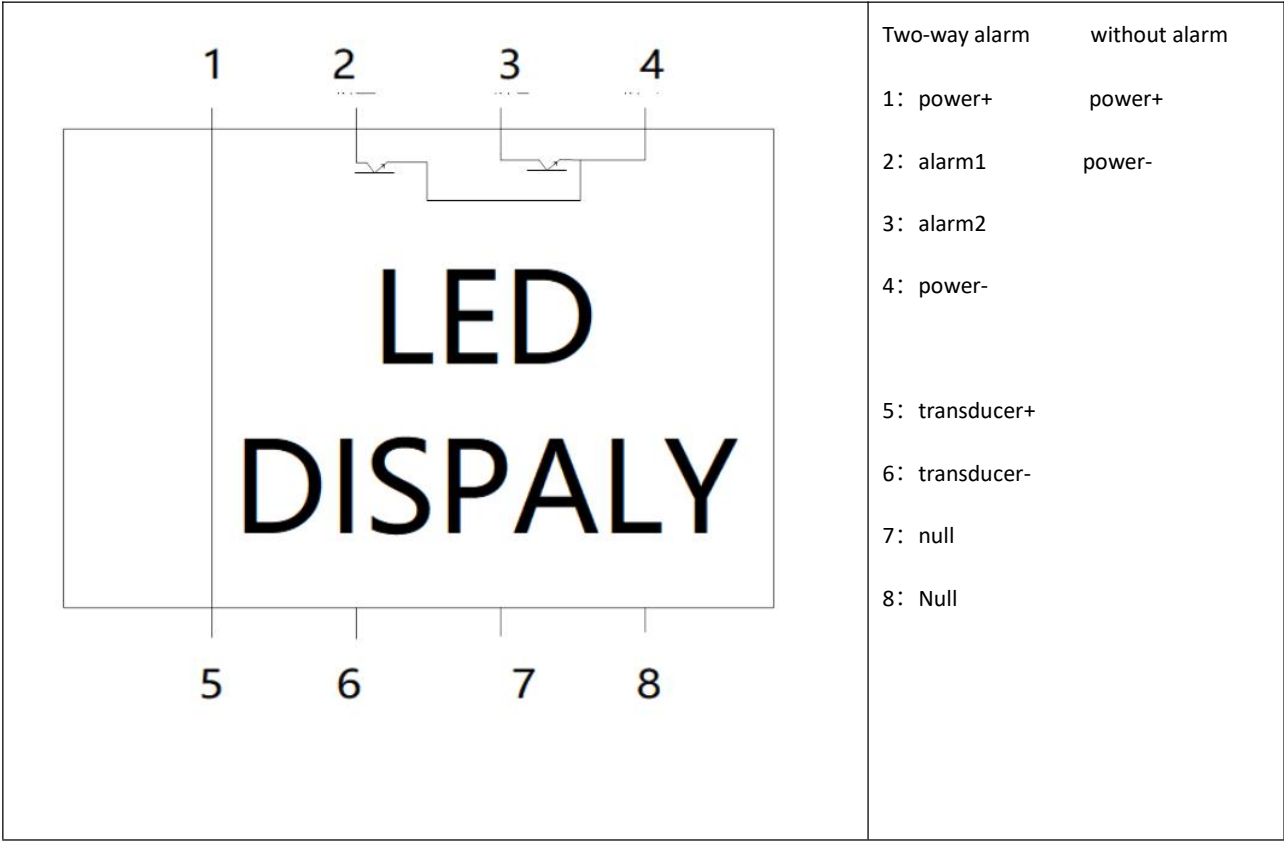 1 2 3 4
LED
DISPALY
5 6 7 8
Two-way alarm without alarm
1：power+ power+
2：alarm1 power-
3：alarm2
4：power-
5：transducer+
6：transducer-
7：null
8：Null